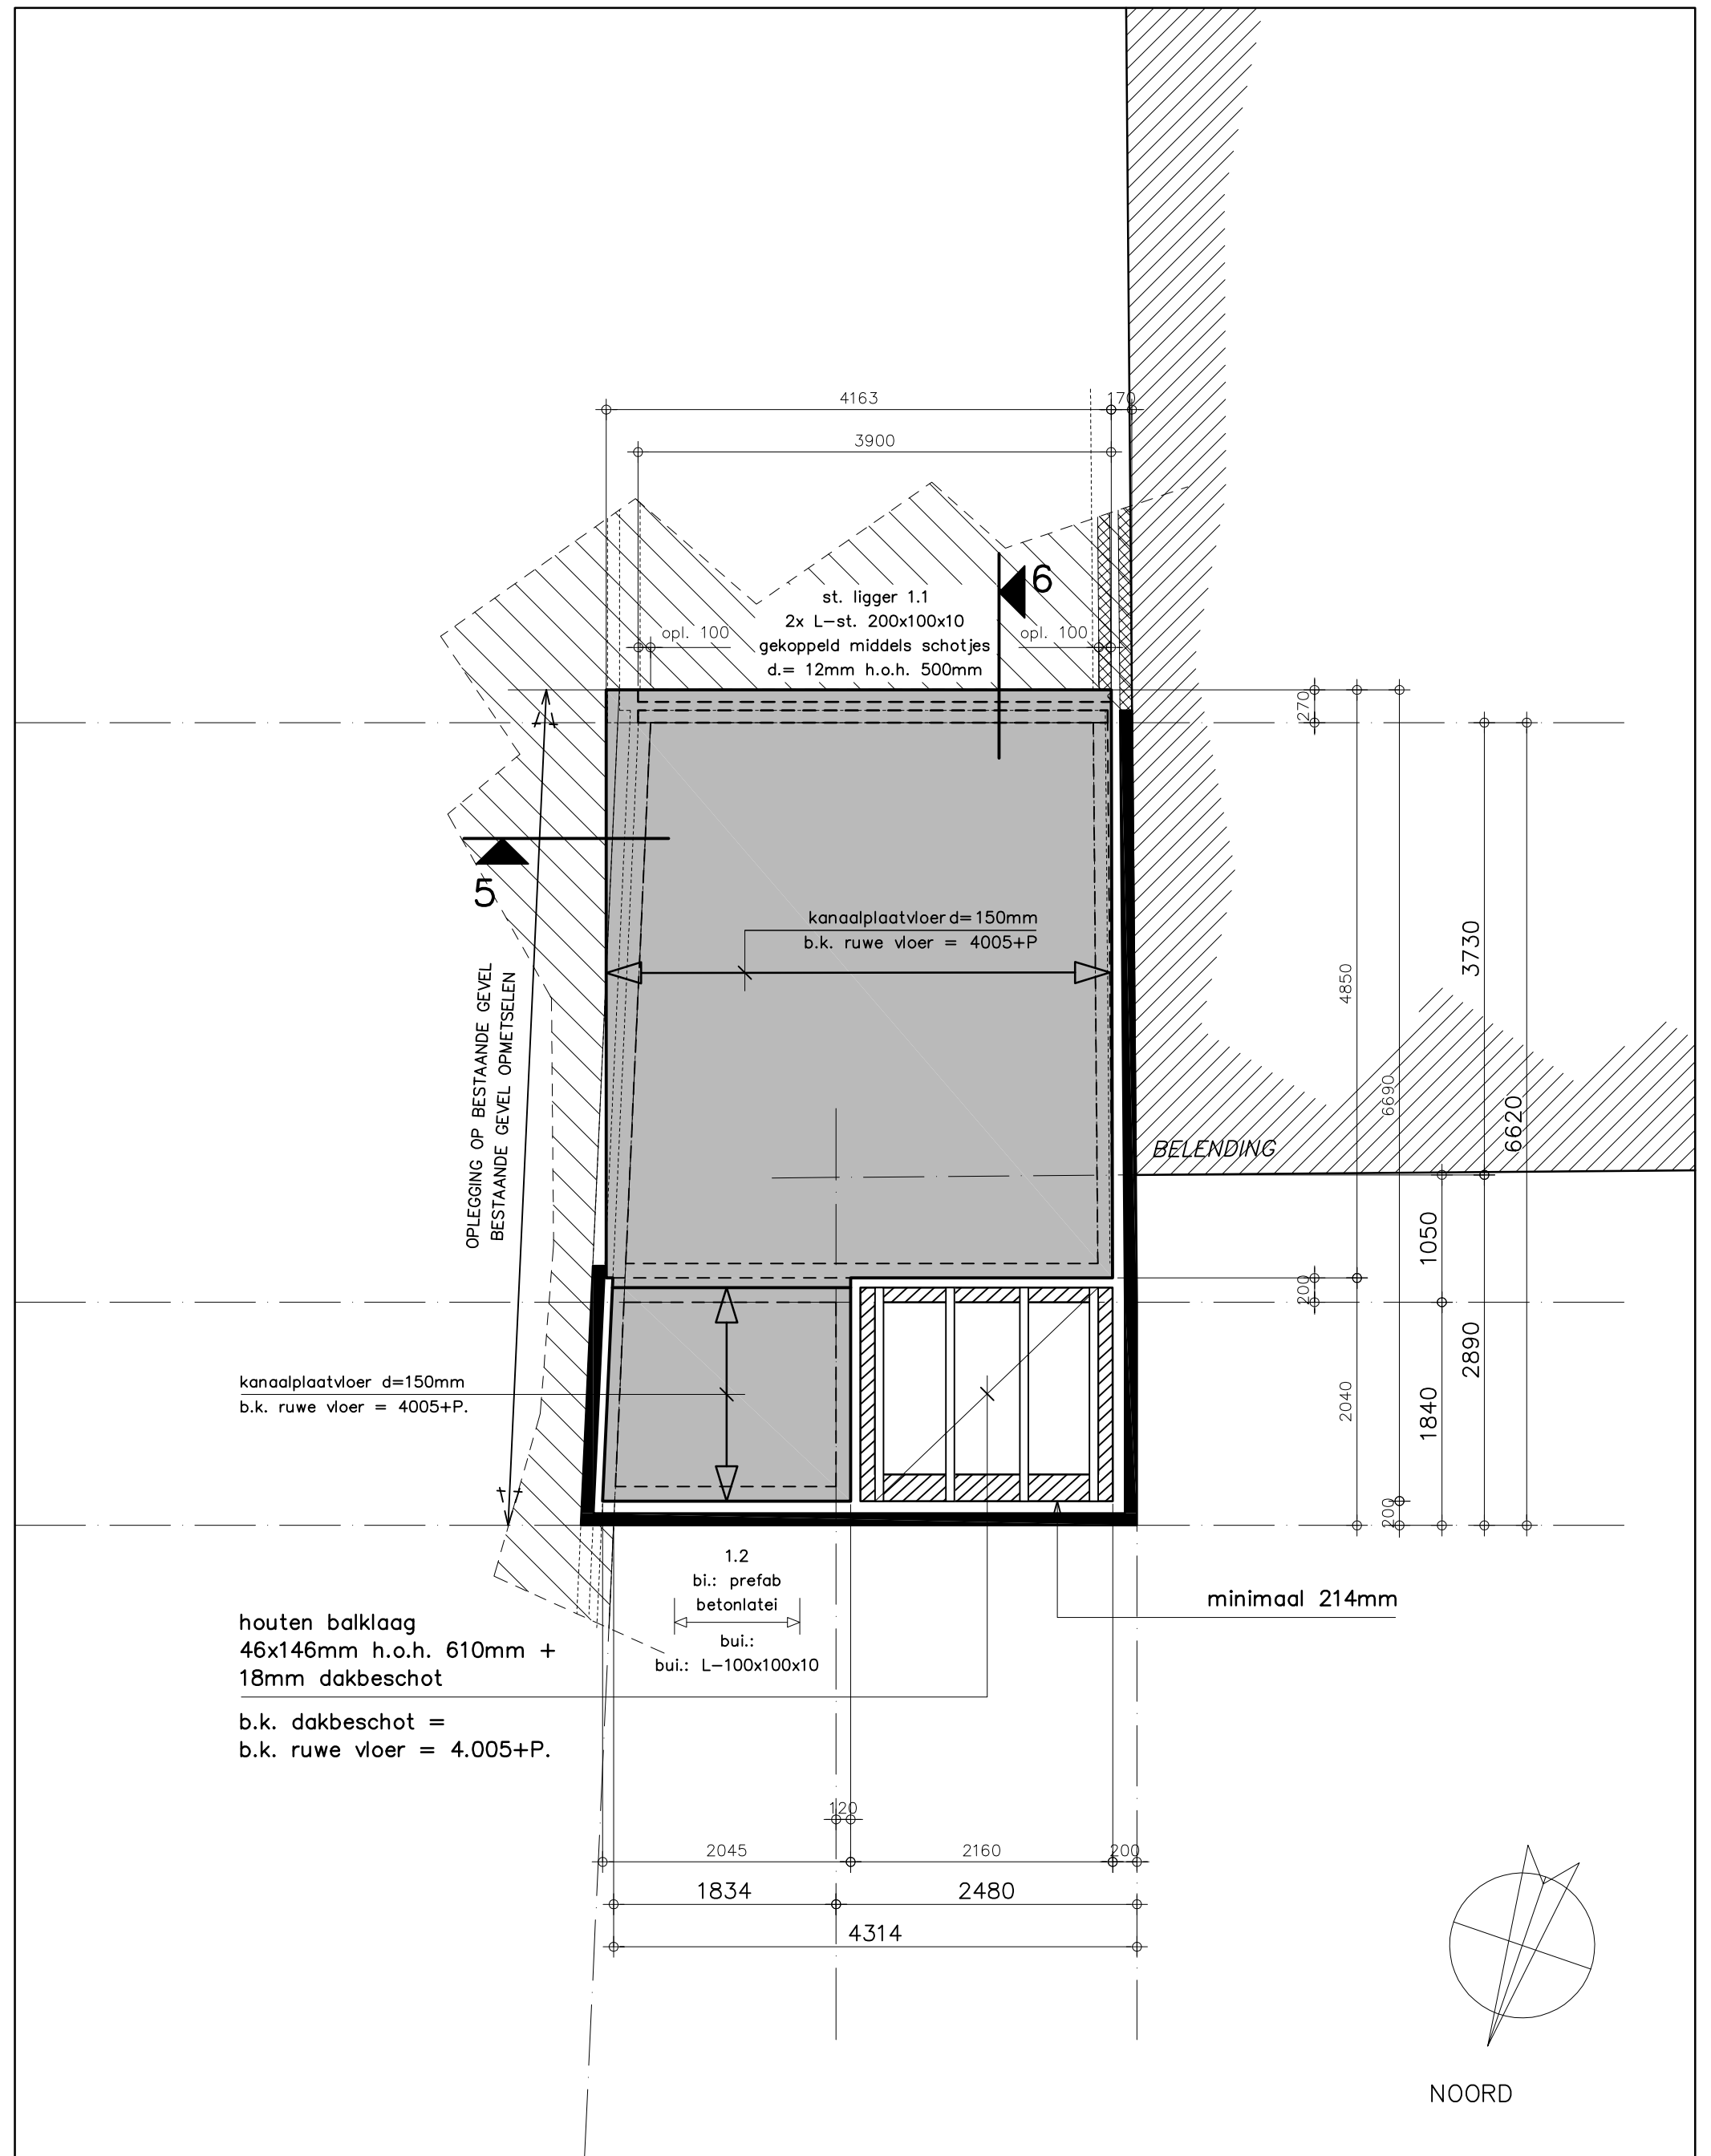 4163
170
3900
6
st. ligger 1.1
2x L-st. 200x100x10
opl. 100
opl. 100
gekoppeld middels schotjes
d.= 12mm h.o.h. 500mm
270
5
kanaalplaatvloer d=150mm
b.k. ruwe vloer = 4005+P
OPLEGGING OP BESTAANDE GEVEL
BESTAANDE GEVEL OPMETSELEN
3730
4850
6690
6620
BELENDING
1050
200
2890
kanaalplaatvloer d=150mm
b.k. ruwe vloer = 4005+P.
2040
1840
200
1.2
bi.: prefab
betonlatei
bui.:
bui.: L-100x100x10
minimaal 214mm
houten balklaag
46x146mm h.o.h. 610mm +
18mm dakbeschot
b.k. dakbeschot =
b.k. ruwe vloer = 4.005+P.
120
2045
2160
200
1834
2480
4314
NOORD